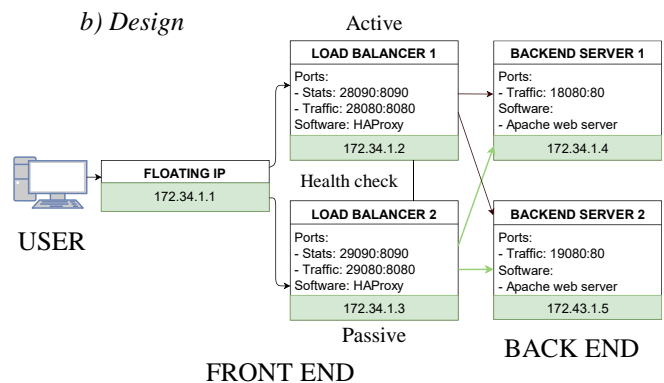 b) Design
Active
LOAD BALANCER 1
Ports:
- Stats: 28090:8090
- Traffic: 28080:8080
Software: HAProxy
172.34.1.2
BACKEND SERVER 1
Ports:
- Traffic: 18080:80
Software:
- Apache web server
172.34.1.4
FLOATING IP
172.34.1.1
USER
Health check
LOAD BALANCER 2
Ports:
- Stats: 29090:8090
- Traffic: 29080:8080
Software: HAProxy
172.34.1.3
Passive
BACKEND SERVER 2
Ports:
- Traffic: 19080:80
Software:
- Apache web server
172.43.1.5
BACK END
FRONT END